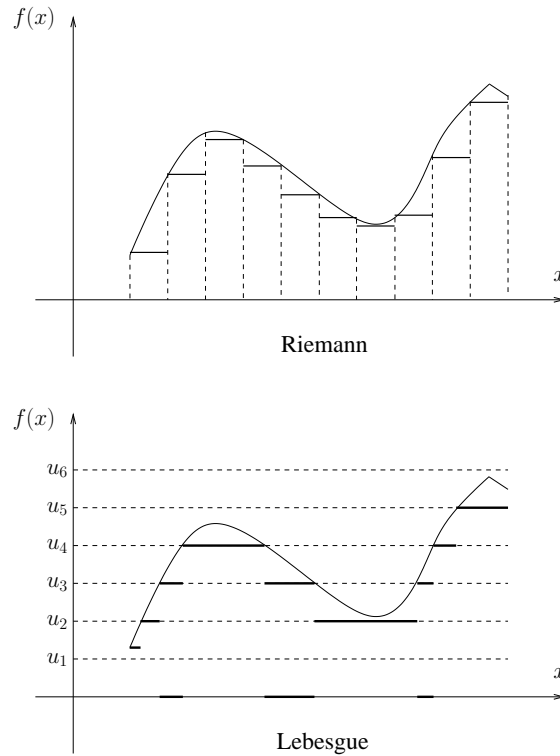 f(x)
x
Riemann
f(x)
u₆
u₅
u₄
u₃
u₂
u₁
x
Lebesgue